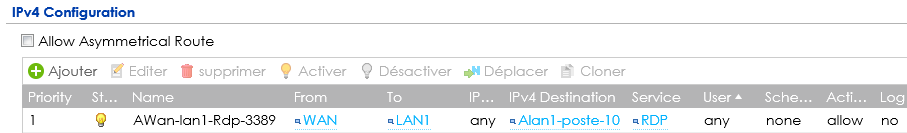 IPv4 Configuration
Allow Asymmetrical Route
Ajouter Editer supprimer Activer Désactiver Déplacer Cloner
Priority St... Name From To IP... IPv4 Destination Service User Sche... Acti... Log
1 AWan-lan1-Rdp-3389 WAN LAN1 any Alan1-poste-10 RDP any none allow no